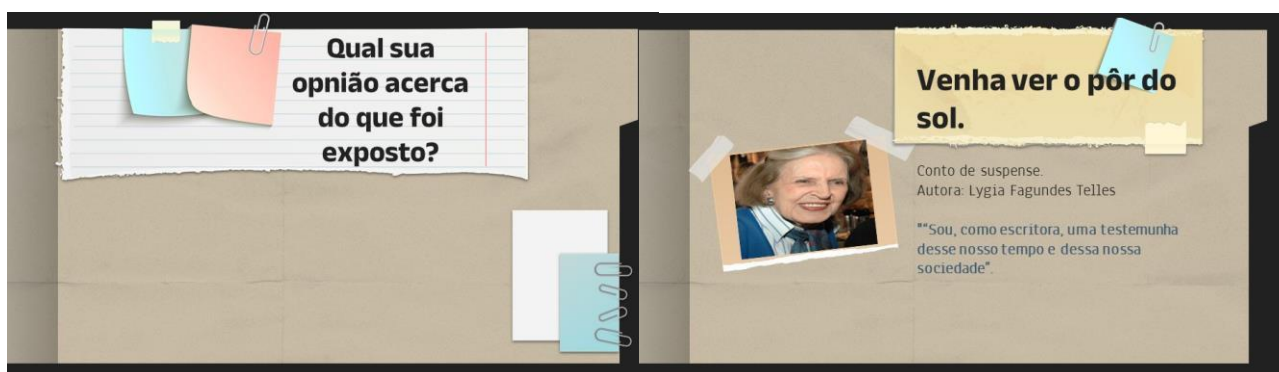 Qual sua
opnião acerca
do que foi
exposto?
Venha ver o pôr do
sol.
Conto de suspense.
Autora: Lygia Fagundes Telles
"“Sou, como escritora, uma testemunha
desse nosso tempo e dessa nossa
sociedade”.